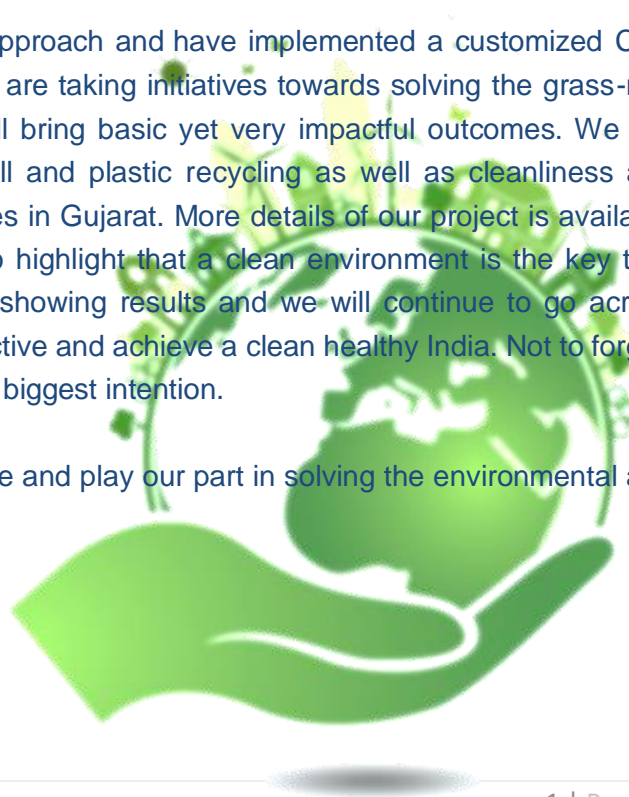 pproach and have implemented a customized C
are taking initiatives towards solving the grass-r
ll bring basic yet very impactful outcomes. We
ll and plastic recycling as well as cleanliness a
es in Gujarat. More details of our project is availa
o highlight that a clean environment is the key t
showing results and we will continue to go acr
ctive and achieve a clean healthy India. Not to forg
biggest intention.
e and play our part in solving the environmental a